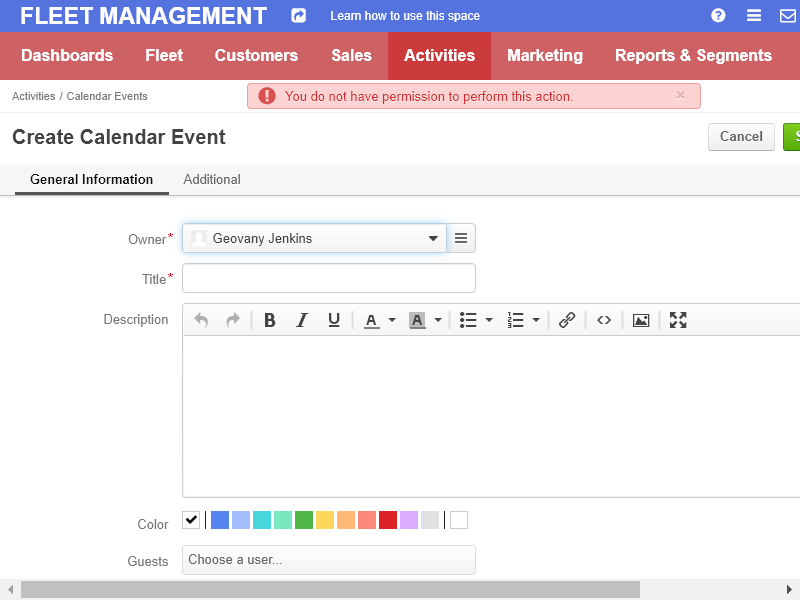 FLEET MANAGEMENT Learn how to use this space
Dashboards Fleet Customers Sales Activities Marketing Reports & Segments
Activities / Calendar Events
You do not have permission to perform this action. ×
Create Calendar Event
Cancel
General Information Additional
Owner* Geovany Jenkins
Title*
Description
B I U A A
Color
Guests Choose a user...